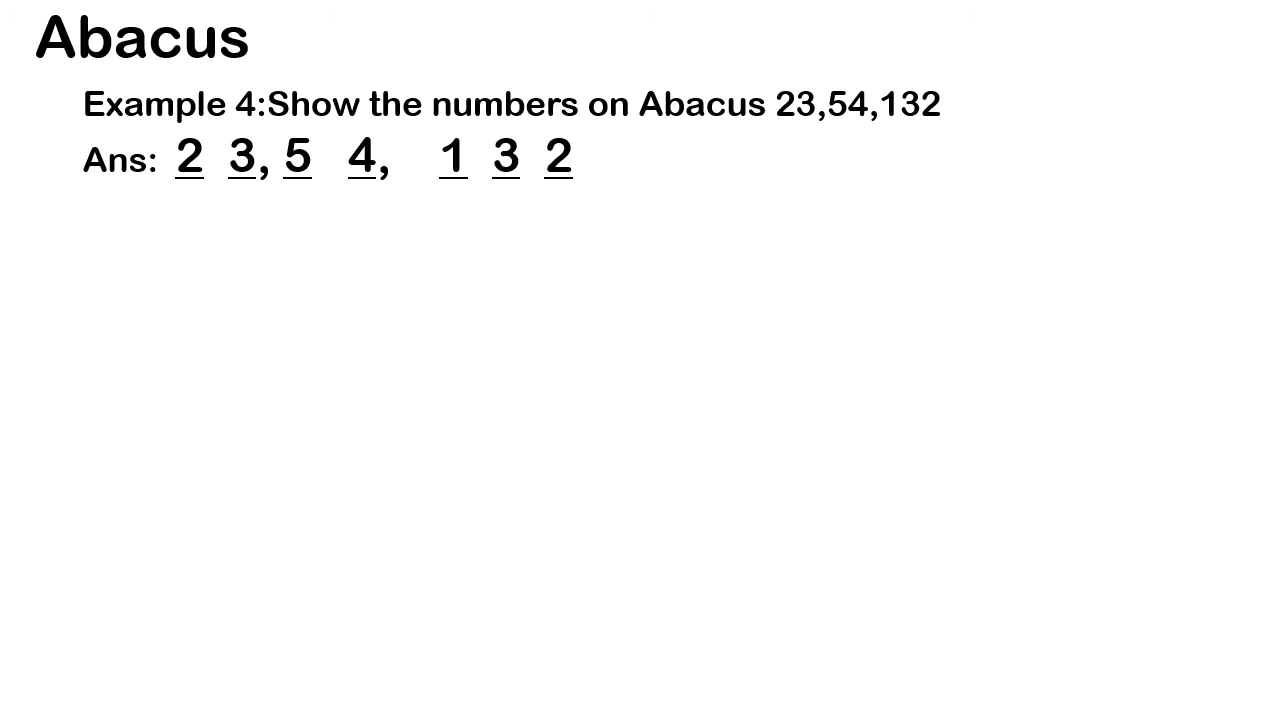 Abacus
Example 4:Show the numbers on Abacus 23,54,132
Ans: 2 3, 5 4, 1 3 2